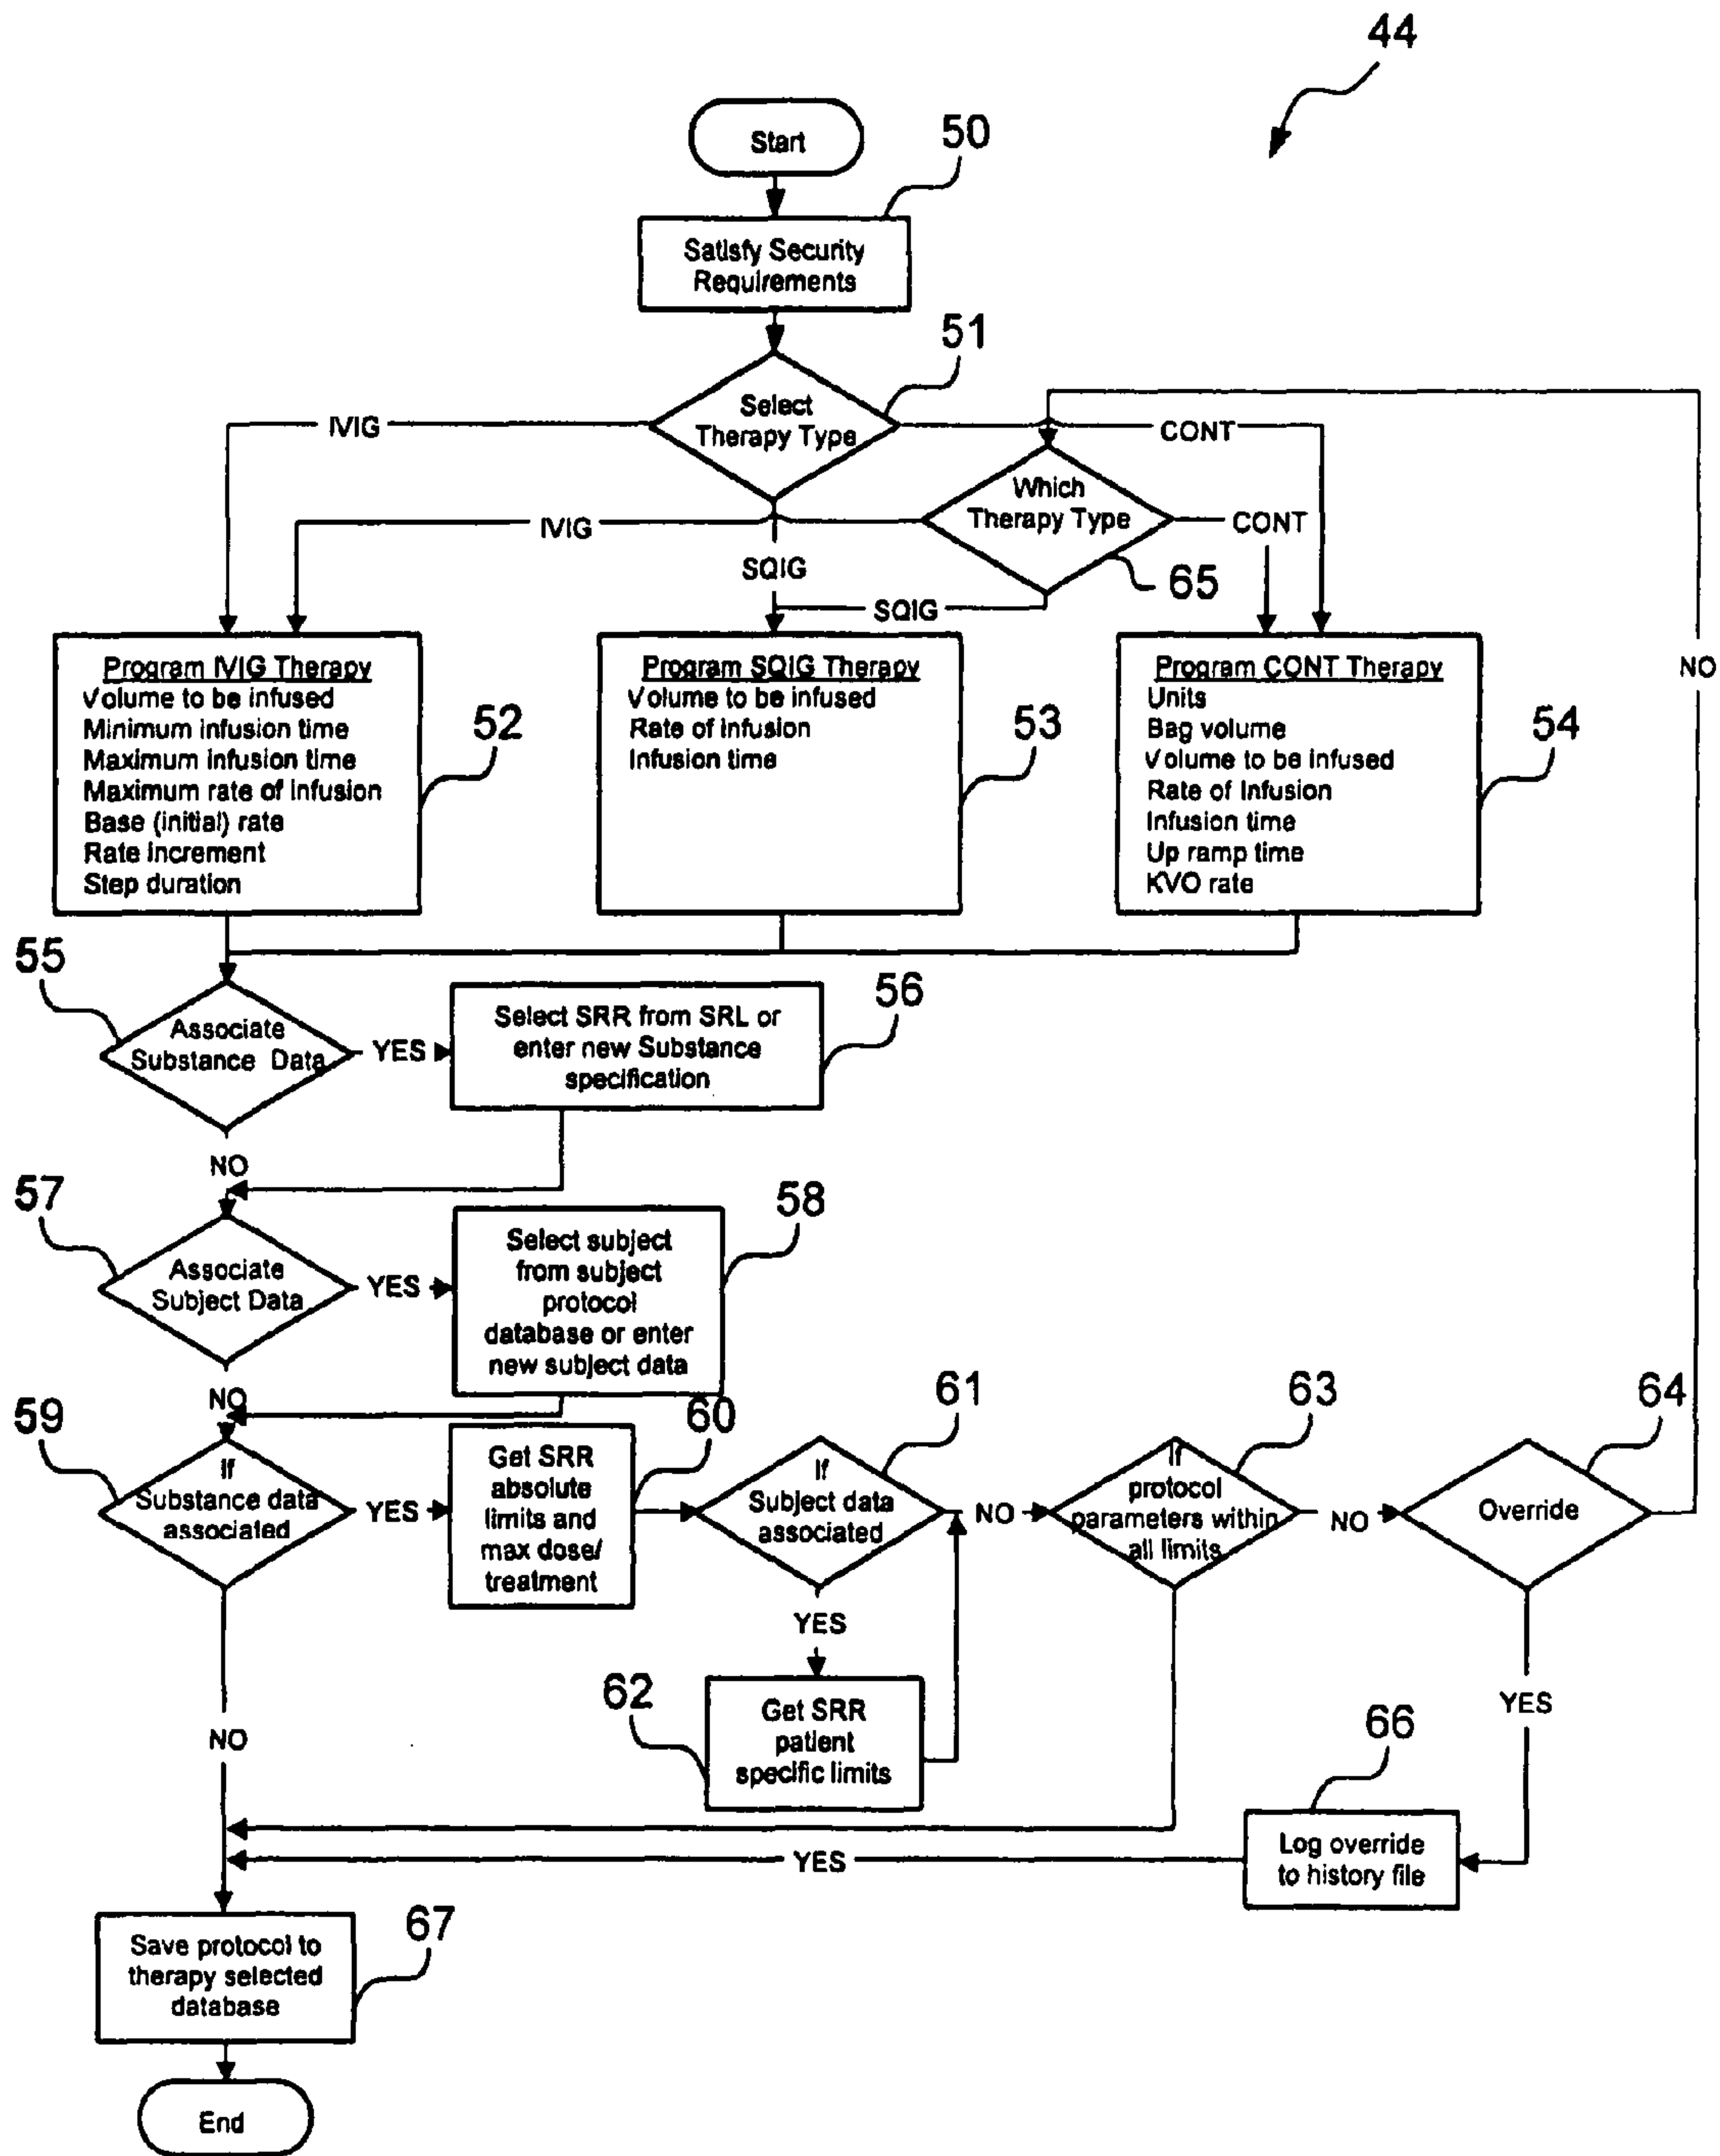 44
Start
50
Satisfy Security
Requirements
51
Select
Therapy Type
IVIG
CONT
Which
Therapy Type
IVIG
CONT
SQIG
65
SQIG
NO
Program IVIG Therapy
Volume to be infused
Minimum infusion time
Maximum infusion time
Maximum rate of infusion
Base (initial) rate
Rate increment
Step duration
52
Program SQIG Therapy
Volume to be infused
Rate of infusion
Infusion time
53
Program CONT Therapy
Units
Bag volume
Volume to be infused
Rate of Infusion
Infusion time
Up ramp time
KVO rate
54
55
Associate
Substance Data
YES
Select SRR from SRL or
enter new Substance
specification
56
NO
57
Associate
Subject Data
YES
Select subject
from subject
protocol
database or enter
new subject data
58
NO
59
If
Substance data
associated
YES
Get SRR
absolute
limits and
max dose/
treatment
60
61
If
Subject data
associated
NO
63
If
protocol
parameters within
all limits
NO
64
Override
YES
62
Get SRR
patient
specific limits
NO
YES
66
Log override
to history file
YES
Save protocol to
therapy selected
database
67
End